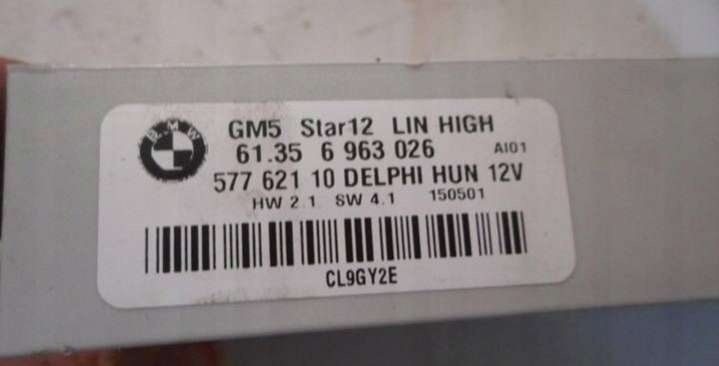 BMW
GM5 Star12 LIN HIGH
61.35 6 963 026 AI01
577 621 10 DELPHI HUN 12V
HW 2.1 SW 4.1 150501
CL9GY2E